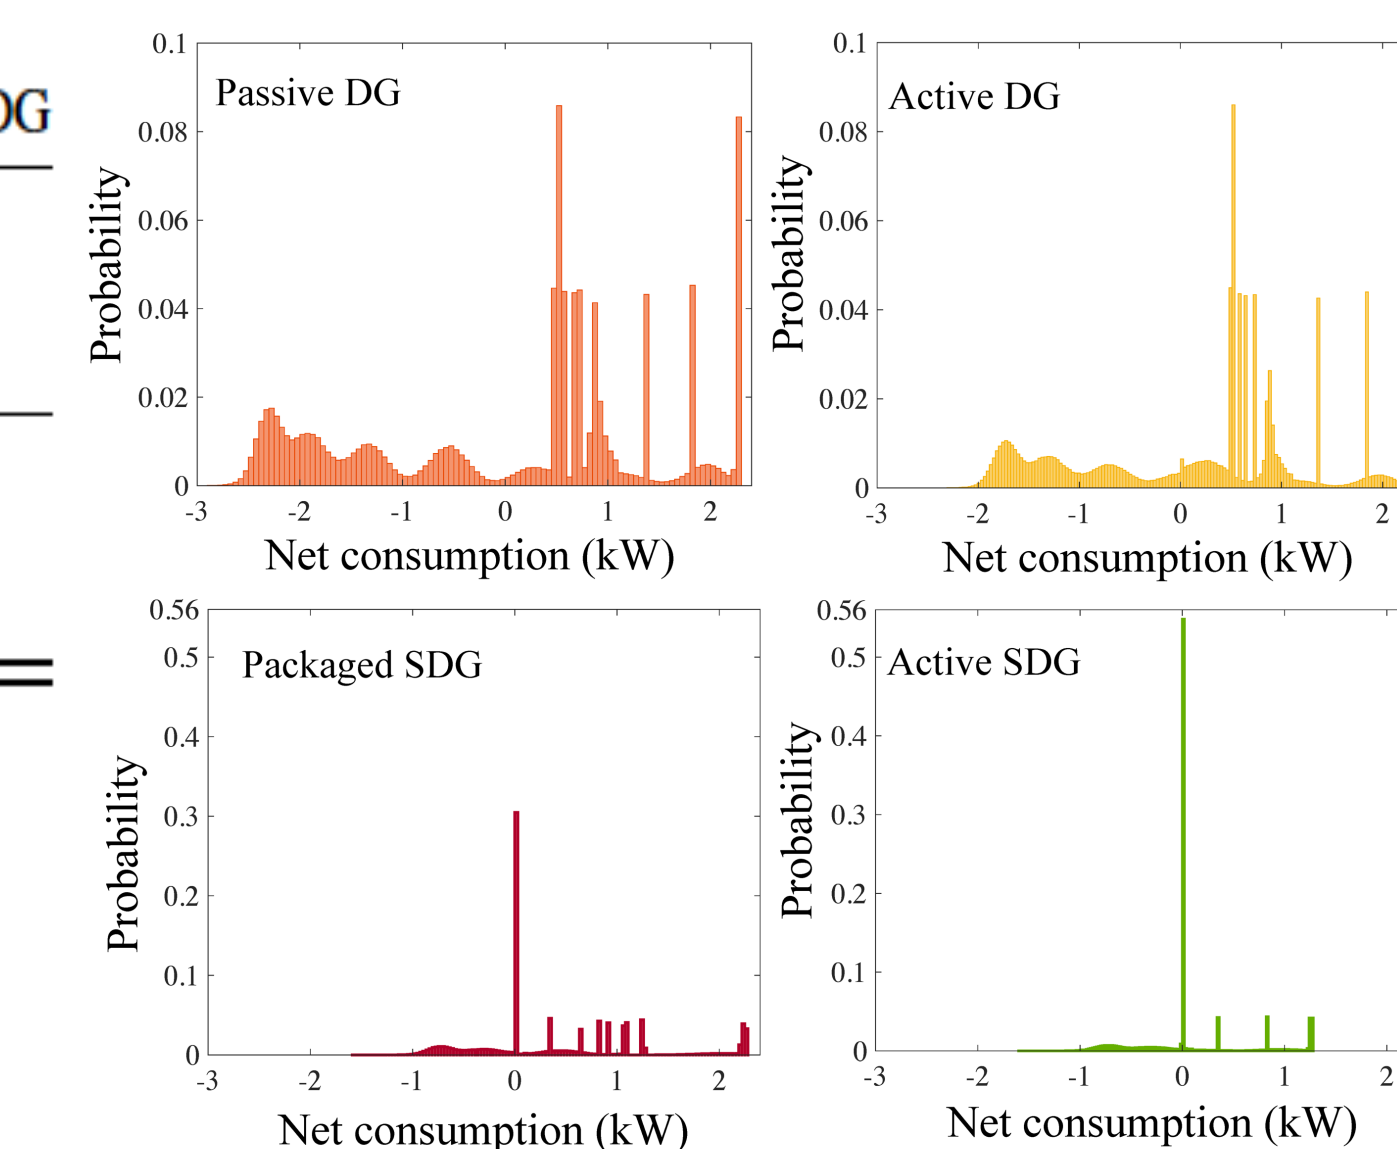 DG
0.1
0.08
0.06
0.04
0.02
0
Passive DG
Probability
-3 -2 -1 0 1 2
Net consumption (kW)
0.1
0.08
0.06
0.04
0.02
0
Active DG
Probability
-3 -2 -1 0 1 2
Net consumption (kW)
0.56
0.5
0.4
0.3
0.2
0.1
0
Packaged SDG
Probability
-3 -2 -1 0 1 2
Net consumption (kW)
0.56
0.5
0.4
0.3
0.2
0.1
0
Active SDG
Probability
-3 -2 -1 0 1 2
Net consumption (kW)